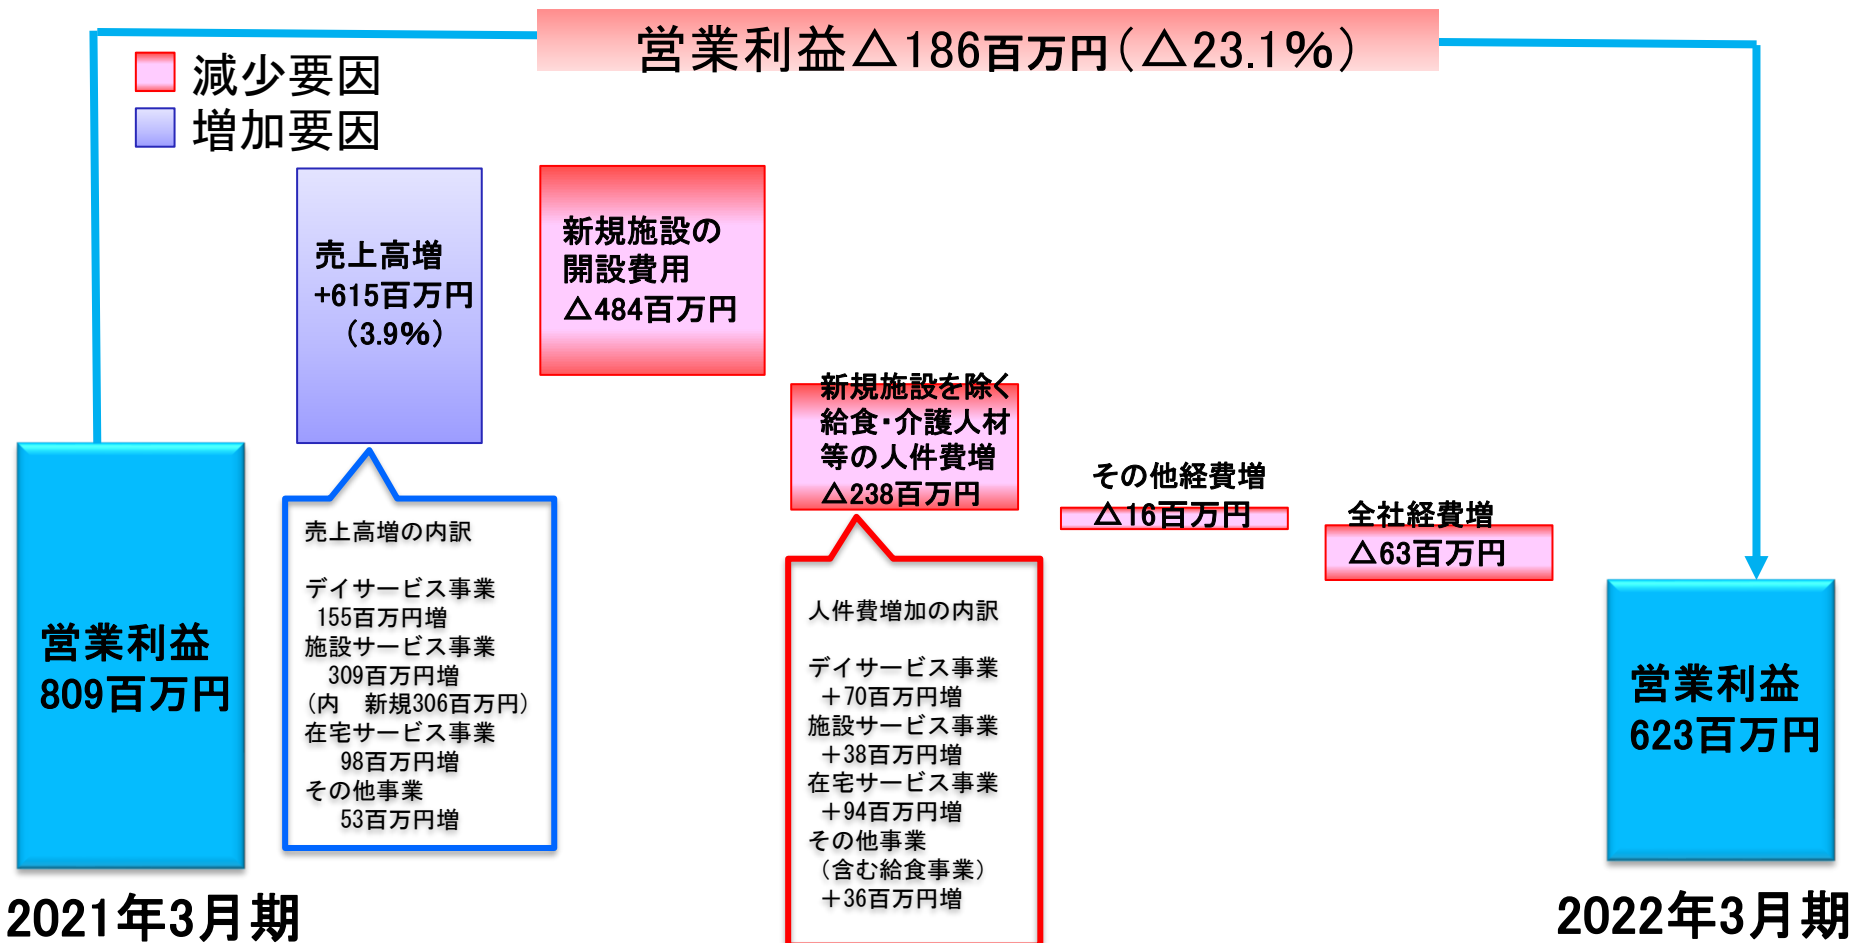 営業利益△186百万円(△23.1%)
減少要因
増加要因
売上高増
+615百万円
(3.9%)
新規施設の
開設費用
△484百万円
新規施設を除く
給食・介護人材
等の人件費増
△238百万円
その他経費増
△16百万円
全社経費増
△63百万円
売上高増の内訳
デイサービス事業
155百万円増
施設サービス事業
309百万円増
(内　新規306百万円)
在宅サービス事業
98百万円増
その他事業
53百万円増
人件費増加の内訳
デイサービス事業
+70百万円増
施設サービス事業
+38百万円増
在宅サービス事業
+94百万円増
その他事業
(含む給食事業)
+36百万円増
営業利益
809百万円
営業利益
623百万円
2021年3月期
2022年3月期